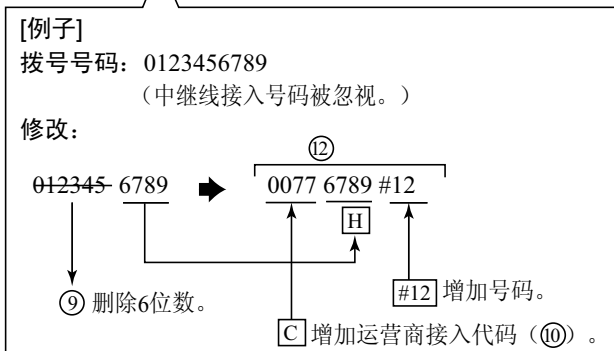 [例子]
拨号号码：0123456789
（中继线接入号码被忽视。）
修改：
⑫
012345 6789 ➡ 0077 6789 #12
H
⑨ 删除6位数。
#12 增加号码。
C 增加运营商接入代码（⑩）。